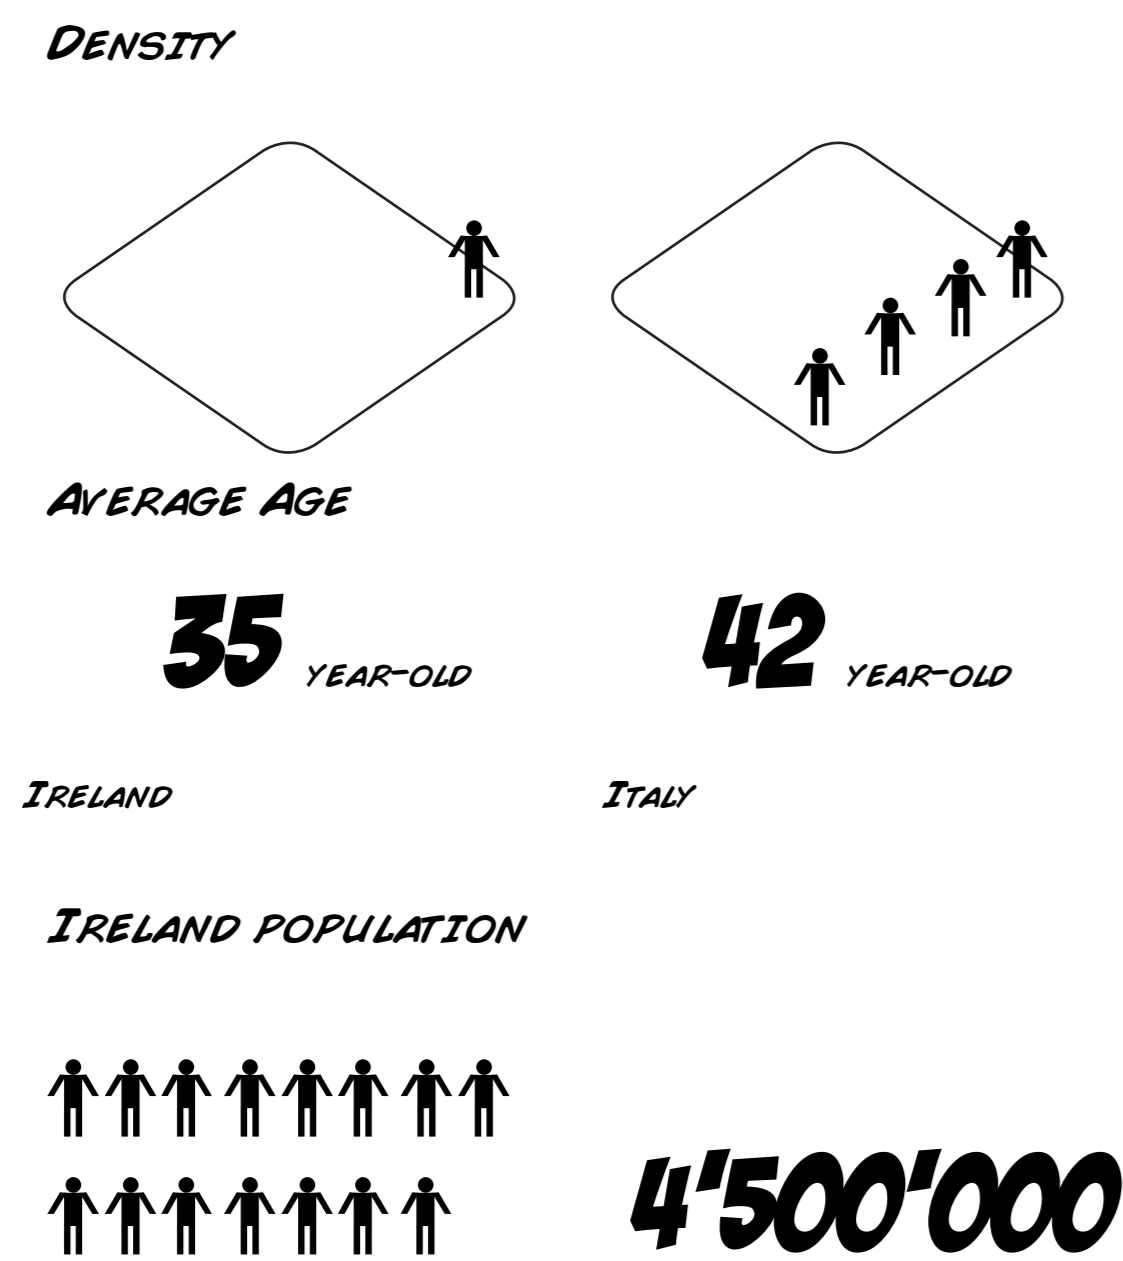 Density
Average Age
35 year-old 42 year-old
Ireland Italy
Ireland population
4'500'000